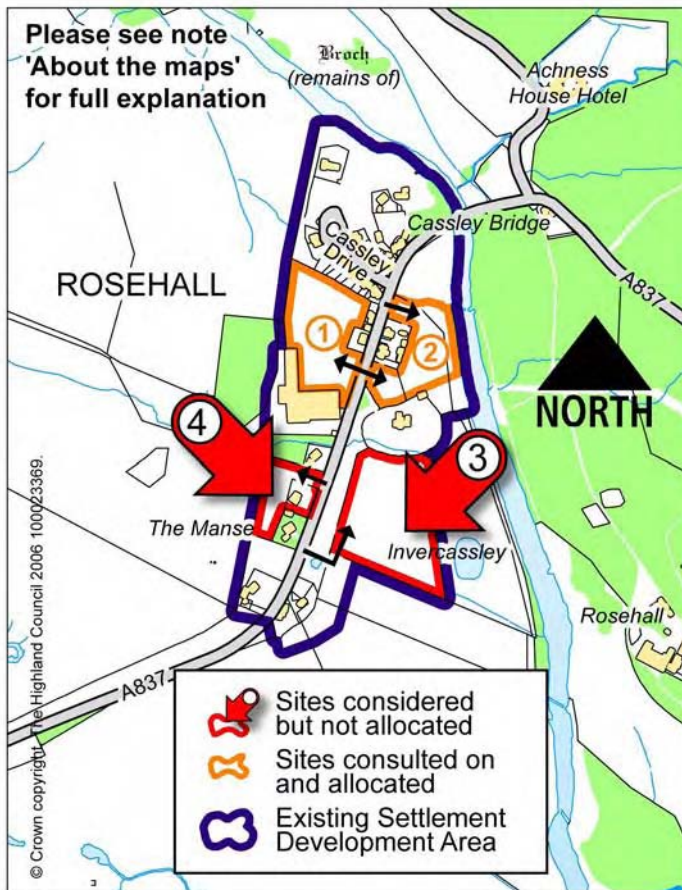 Please see note
'About the maps'
for full explanation
Broch
(remains of)
Achness
House Hotel
Cassley Bridge
Cassley
Drive
A837
ROSEHALL
1
2
NORTH
4
3
The Manse
Invercassley
Rosehall
A837
Sites considered
but not allocated
Sites consulted on
and allocated
Existing Settlement
Development Area
© Crown copyright The Highland Council 2006 100023369.